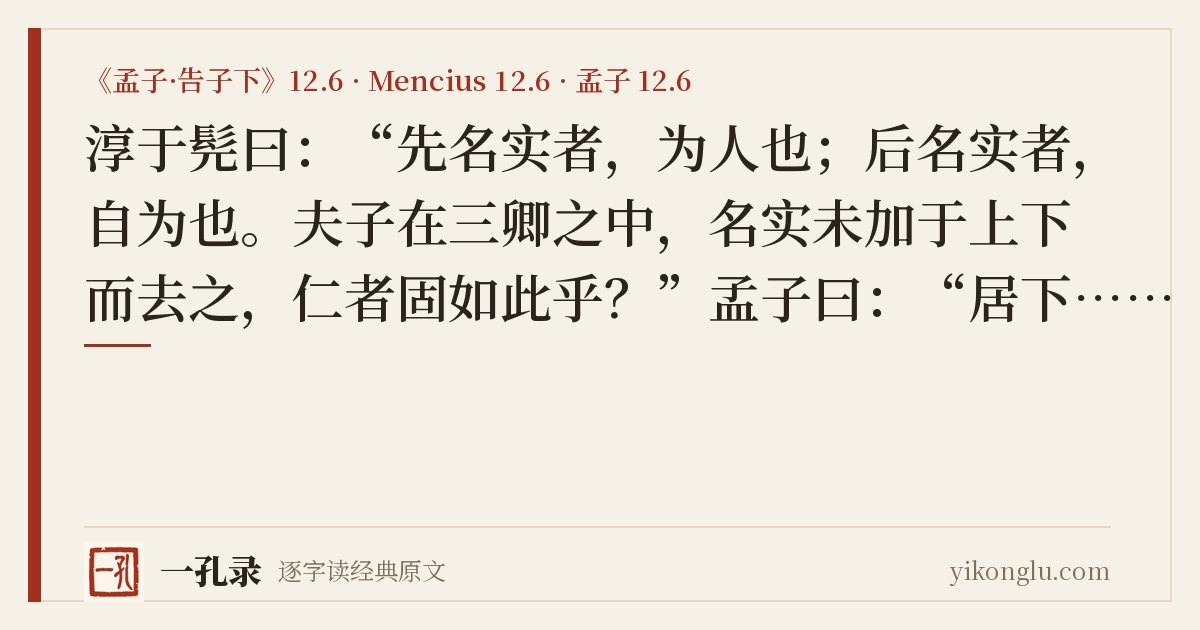 《孟子·告子下》12.6 · Mencius 12.6 · 孟子 12.6
淳于髡曰：“先名实者，为人也；后名实者，
自为也。夫子在三卿之中，名实未加于上下
而去之，仁者固如此乎？”孟子曰：“居下……
一孔
一孔录 逐字读经典原文
yikonglu.com